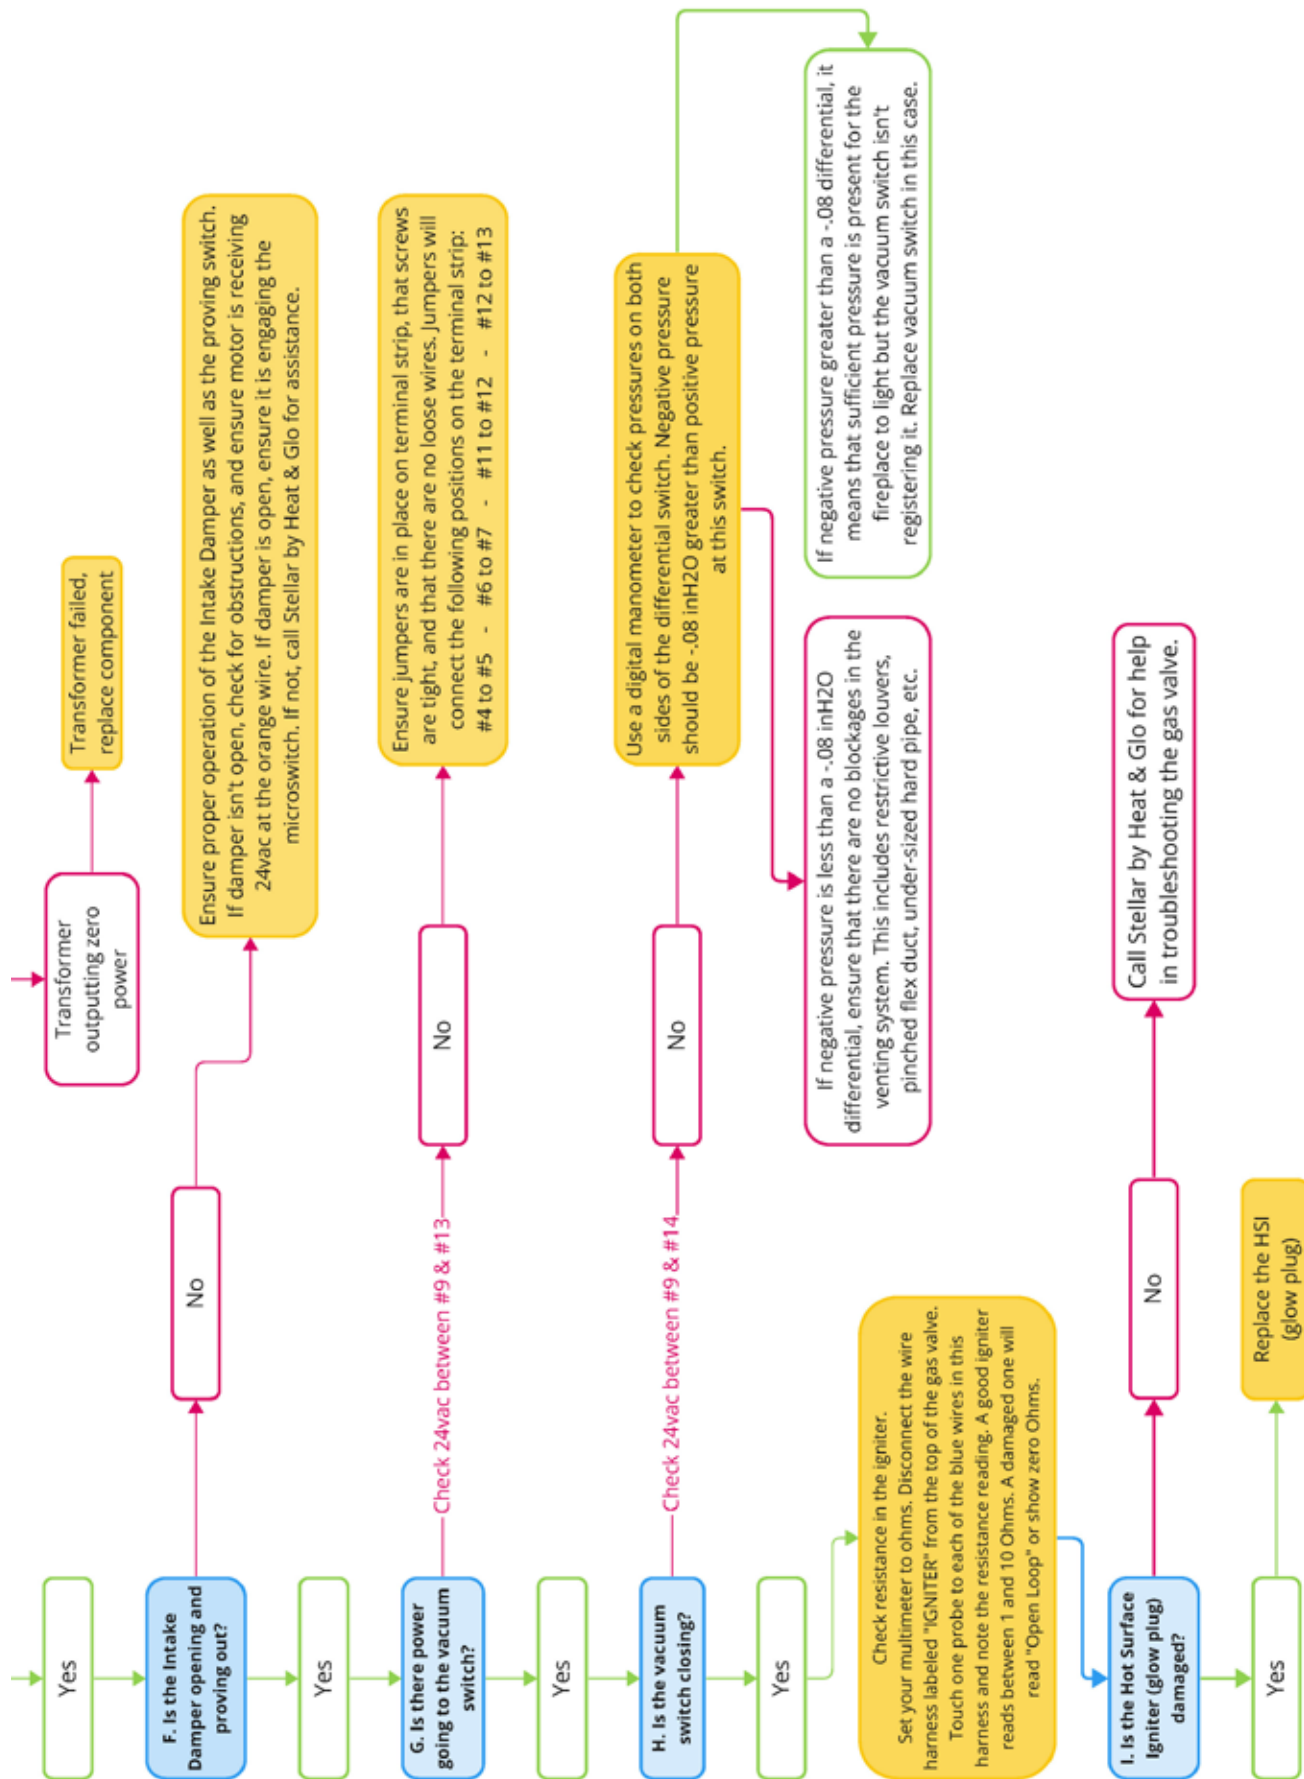 Transformer
outputting zero
power
Transformer failed,
replace component
Yes
F. Is the Intake
Damper opening and
proving out?
No
Ensure proper operation of the Intake Damper as well as the proving switch.
If damper isn't open, check for obstructions, and ensure motor is receiving
24vac at the orange wire. If damper is open, ensure it is engaging the
microswitch. If not, call Stellar by Heat & Glo for assistance.
Yes
G. Is there power
going to the vacuum
switch?
Check 24vac between #9 & #13
No
Ensure jumpers are in place on terminal strip, that screws
are tight, and that there are no loose wires. Jumpers will
connect the following positions on the terminal strip:
#4 to #5 - #6 to #7 - #11 to #12 - #12 to #13
Yes
H. Is the vacuum
switch closing?
Check 24vac between #9 & #14
No
Use a digital manometer to check pressures on both
sides of the differential switch. Negative pressure
should be -.08 inH2O greater than positive pressure
at this switch.
If negative pressure is less than a -.08 inH2O
differential, ensure that there are no blockages in the
venting system. This includes restrictive louvers,
pinched flex duct, under-sized hard pipe, etc.
If negative pressure greater than a -.08 differential, it
means that sufficient pressure is present for the
fireplace to light but the vacuum switch isn't
registering it. Replace vacuum switch in this case.
Yes
Check resistance in the igniter.
Set your multimeter to ohms. Disconnect the wire
harness labeled "IGNITER" from the top of the gas valve.
Touch one probe to each of the blue wires in this
harness and note the resistance reading. A good igniter
reads between 1 and 10 Ohms. A damaged one will
read "Open Loop" or show zero Ohms.
I. Is the Hot Surface
Igniter (glow plug)
damaged?
No
Call Stellar by Heat & Glo for help
in troubleshooting the gas valve.
Yes
Replace the HSI
(glow plug)